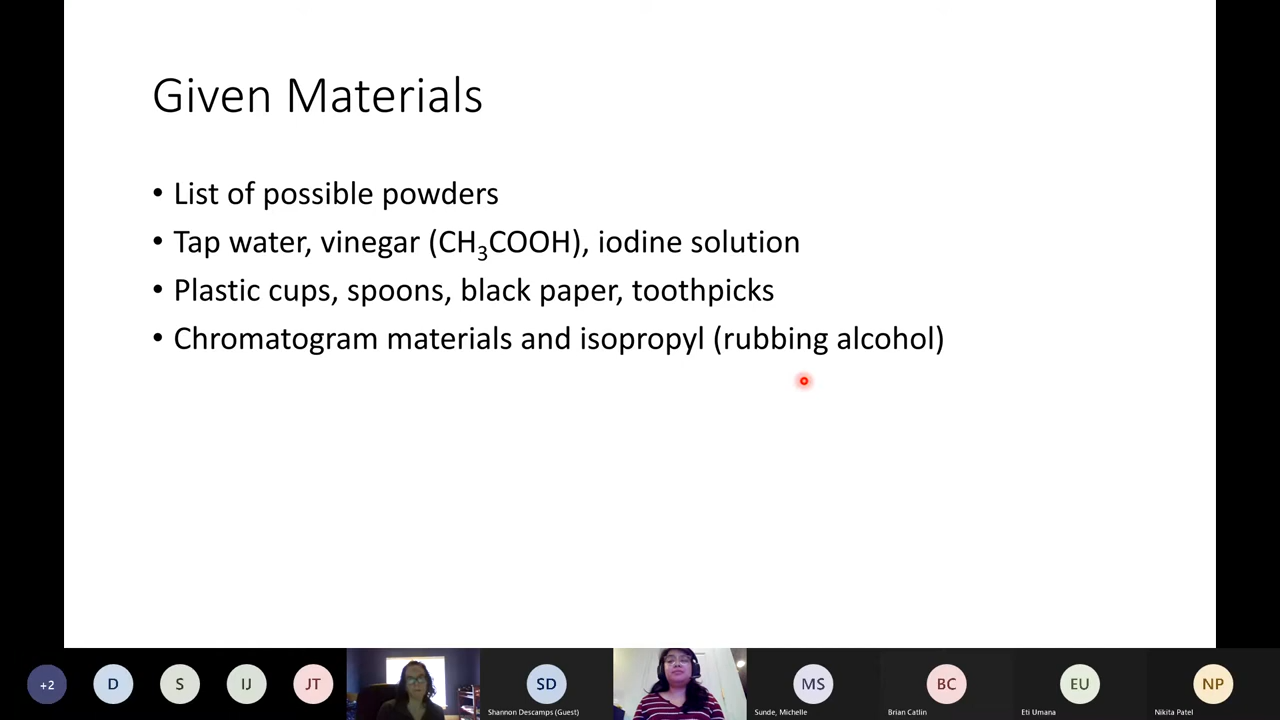 Given Materials
• List of possible powders
• Tap water, vinegar (CH₃COOH), iodine solution
• Plastic cups, spoons, black paper, toothpicks
• Chromatogram materials and isopropyl (rubbing alcohol)
+2
D
S
IJ
JT
SD
MS
BC
EU
NP
Shannon Descamps (Guest)
Sunde, Michelle
Brian Catlin
Eti Umana
Nikita Patel